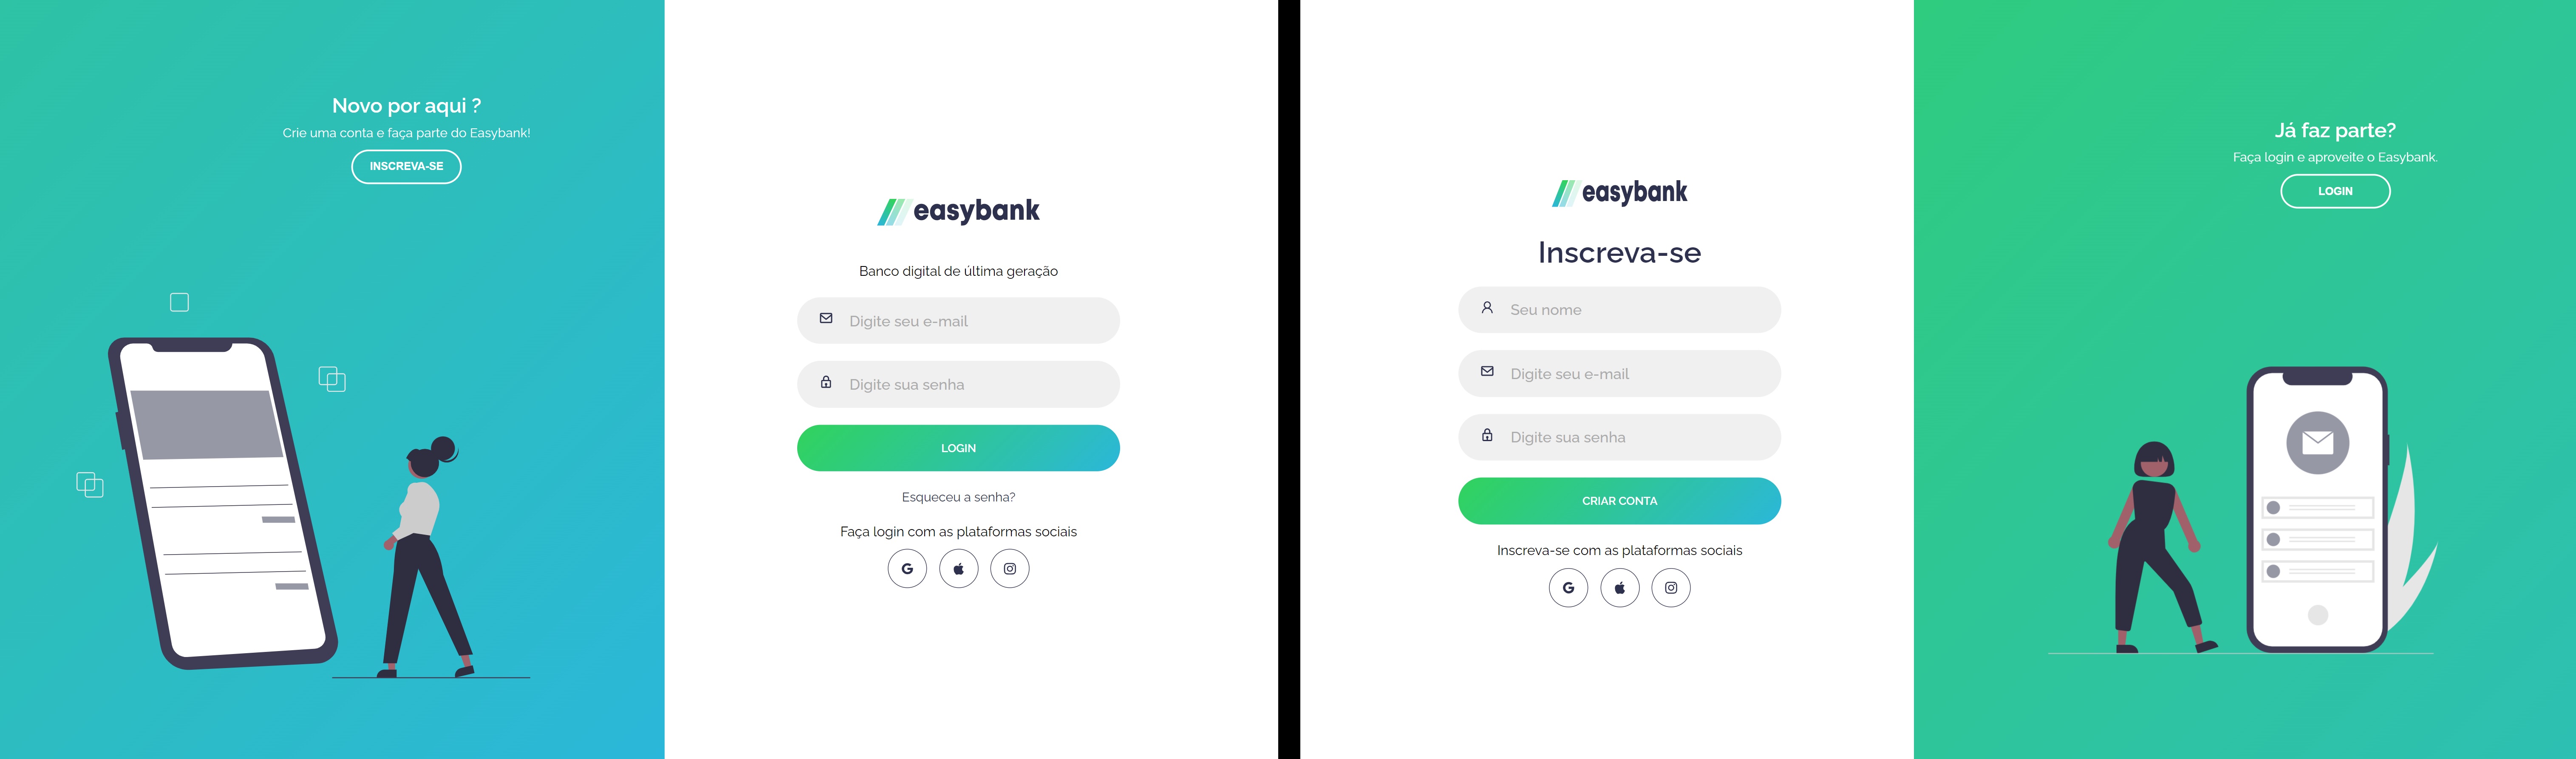 Novo por aqui ?
Crie uma conta e faça parte do Easybank!
INSCREVA-SE
easybank
Banco digital de última geração
Digite seu e-mail
Digite sua senha
LOGIN
Esqueceu a senha?
Faça login com as plataformas sociais
easybank
Inscreva-se
Seu nome
Digite seu e-mail
Digite sua senha
CRIAR CONTA
Inscreva-se com as plataformas sociais
Já faz parte?
Faça login e aproveite o Easybank.
LOGIN